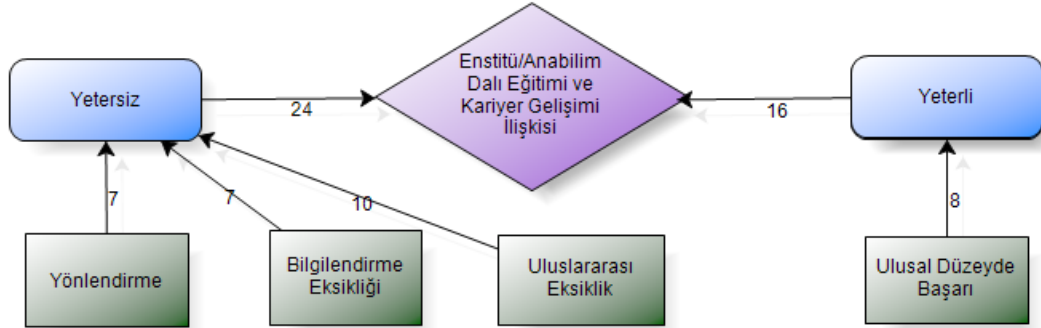 Enstitü/Anabilim
Dalı Eğitimi ve
Kariyer Gelişimi
İlişkisi
Yetersiz
24
16
Yeterli
7
7
10
8
Yönlendirme
Bilgilendirme
Eksikliği
Uluslararası
Eksiklik
Ulusal Düzeyde
Başarı